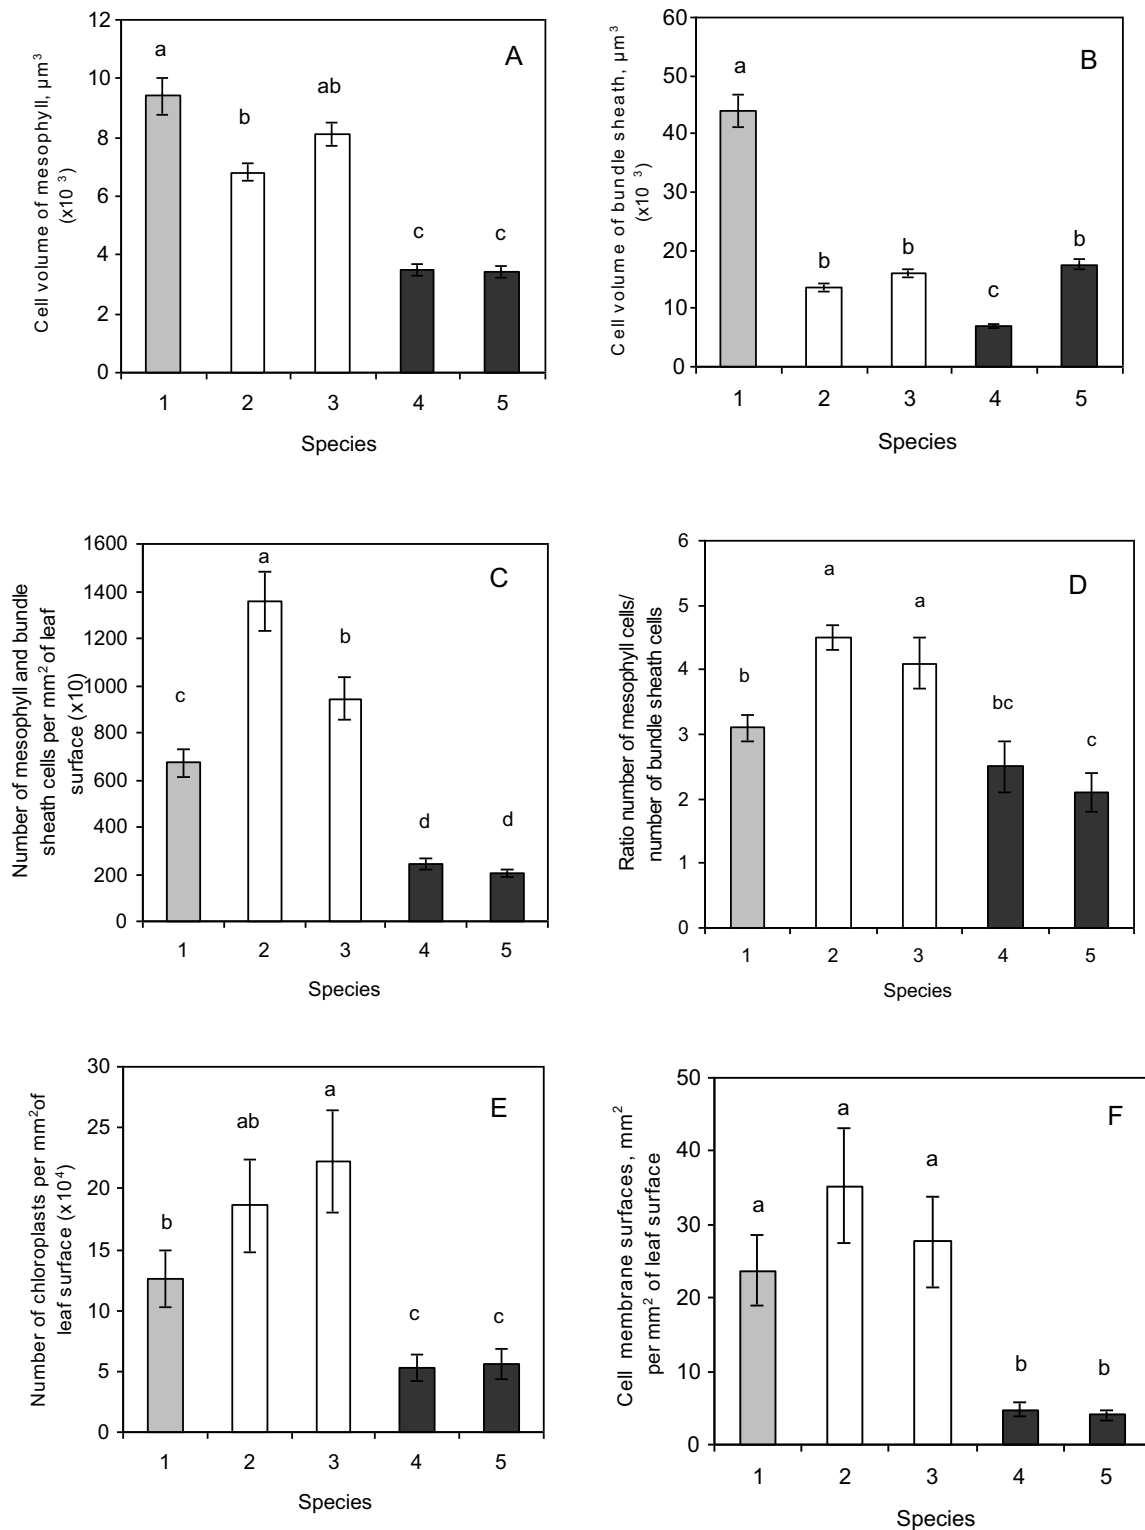 Cell volume of mesophyll, µm3
(x10 3)
12
10
8
6
4
2
0
a
b
ab
c
c
A
1 2 3 4 5
Species
Cell volume of bundle sheath, µm3
(x10 3)
60
50
40
30
20
10
0
a
b
b
c
b
B
1 2 3 4 5
Species
Number of mesophyll and bundle
sheath cells per mm2 of leaf
surface (x10)
1600
1400
1200
1000
800
600
400
200
0
c
a
b
d
d
C
1 2 3 4 5
Species
Ratio number of mesophyll cells/
number of bundle sheath cells
6
5
4
3
2
1
0
b
a
a
bc
c
D
1 2 3 4 5
Species
Number of chloroplasts per mm2of
leaf surface (x104)
30
25
20
15
10
5
0
b
ab
a
c
c
E
1 2 3 4 5
Species
Cell membrane surfaces, mm2
per mm2 of leaf surface
50
40
30
20
10
0
a
a
a
b
b
F
1 2 3 4 5
Species